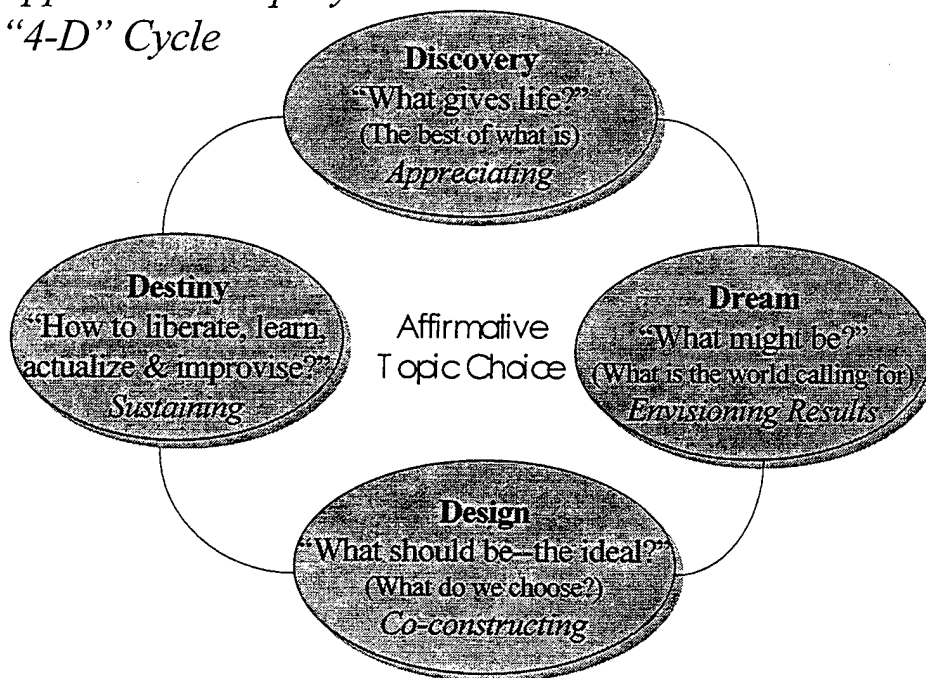 "4-D" Cycle
Discovery
"What gives life?"
(The best of what is)
Appreciating
Destiny
"How to liberate, learn,
actualize & improvise?"
Sustaining
Affirmative
Topic Choice
Dream
"What might be?"
(What is the world calling for)
Envisioning Results
Design
"What should be–the ideal?"
(What do we choose?)
Co-constructing